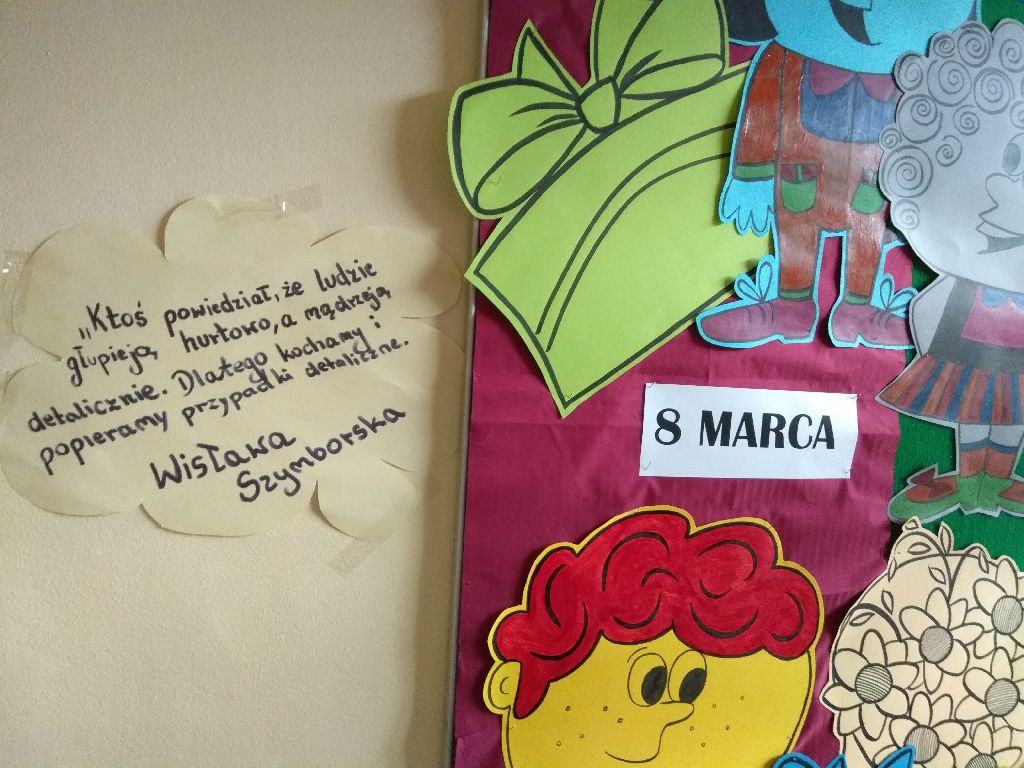 „Ktoś powiedział, że ludzie
głupieją hurtowo, a mądrzeją
detalicznie. Dlatego kochamy i
popieramy przypadki detaliczne.
Wisława
Szymborska
8 MARCA